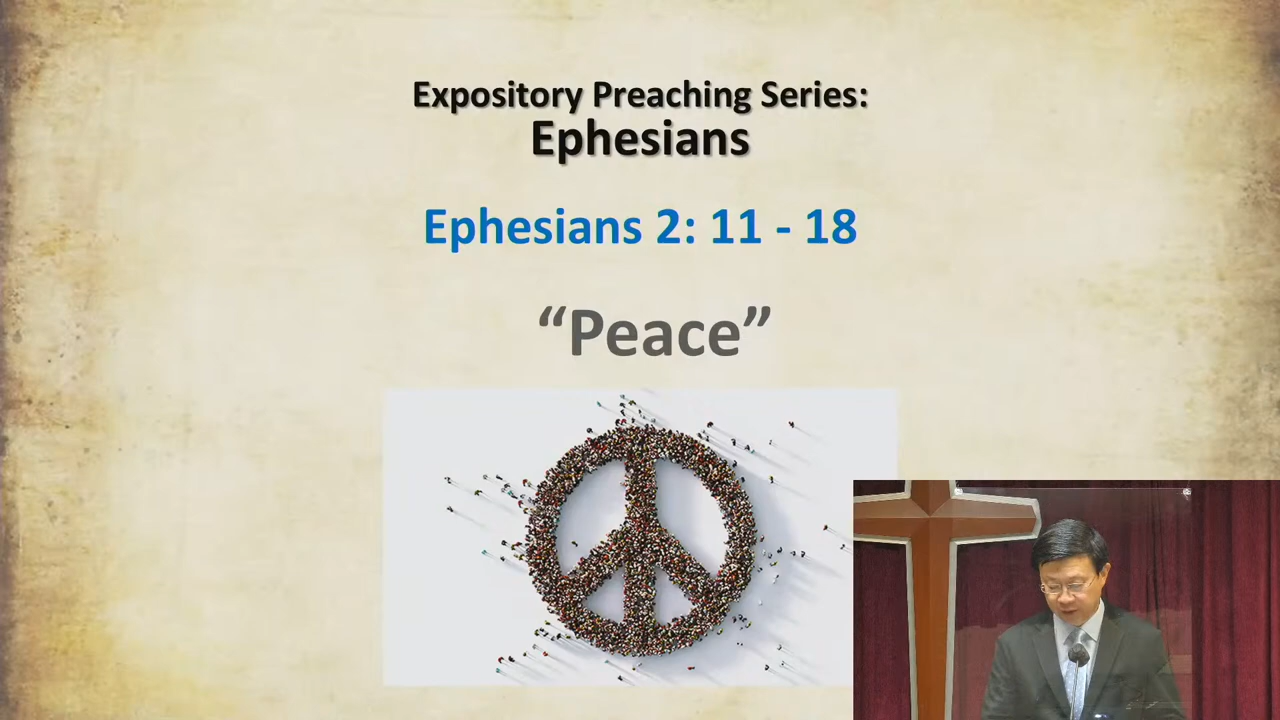 Expository Preaching Series:
Ephesians
Ephesians 2: 11 - 18
“Peace”